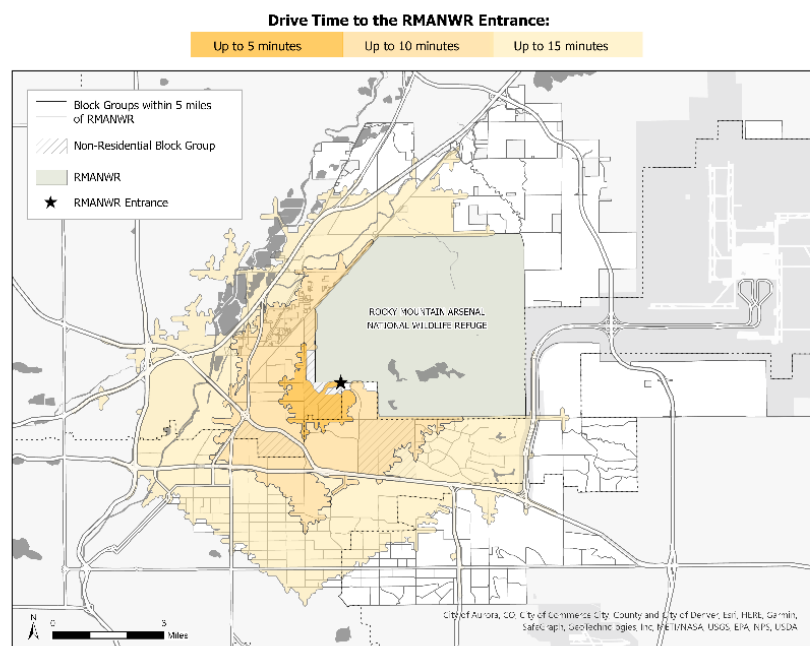 Drive Time to the RMANWR Entrance:
Up to 5 minutes
Up to 10 minutes
Up to 15 minutes
Block Groups within 5 miles
of RMANWR
Non-Residential Block Group
RMANWR
RMANWR Entrance
ROCKY MOUNTAIN ARSENAL
NATIONAL WILDLIFE REFUGE
N
0
3
Miles
City of Aurora, CO, City of Commerce City, County and City of Denver, Esri, HERE, Garmin,
SafeGraph, GeoTechnologies, Inc, METI/NASA, USGS, EPA, NPS, USDA